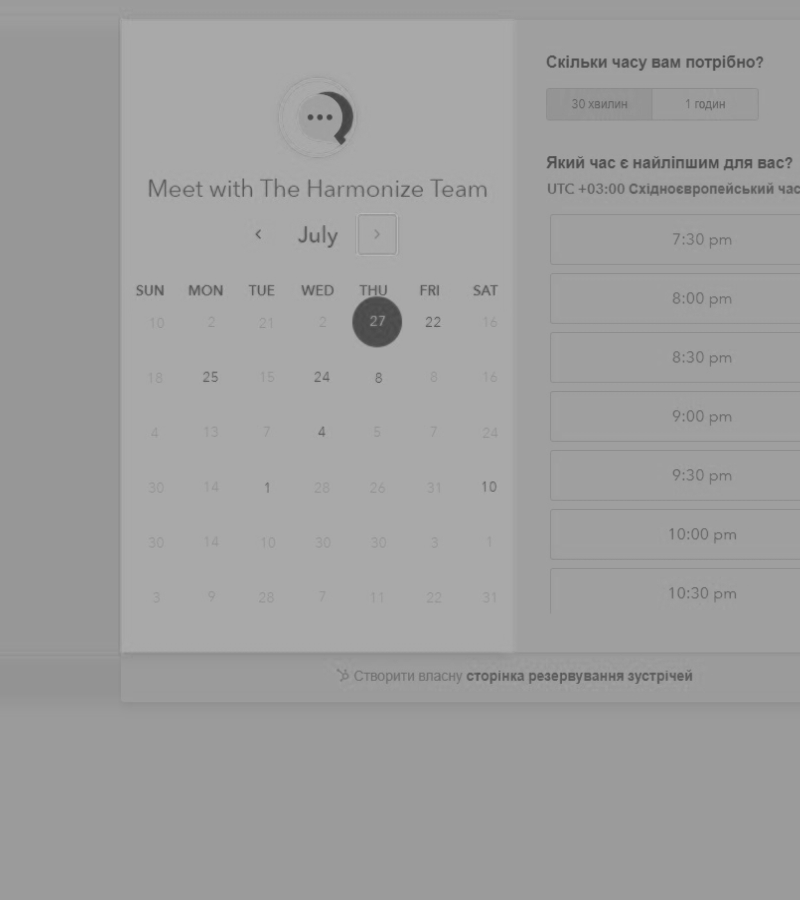 Meet with The Harmonize Team
July
SUN MON TUE WED THU FRI SAT
10 2 21 2 27 22 16
18 25 15 24 8 8 16
4 13 7 4 5 7 24
30 14 1 28 26 31 10
30 14 10 30 30 3 1
3 9 28 7 11 22 31
Скільки часу вам потрібно?
30 хвилин 1 годин
Який час є найліпшим для вас?
UTC +03:00 Східноєвропейський час
7:30 pm
8:00 pm
8:30 pm
9:00 pm
9:30 pm
10:00 pm
10:30 pm
Створити власну сторінка резервування зустрічей